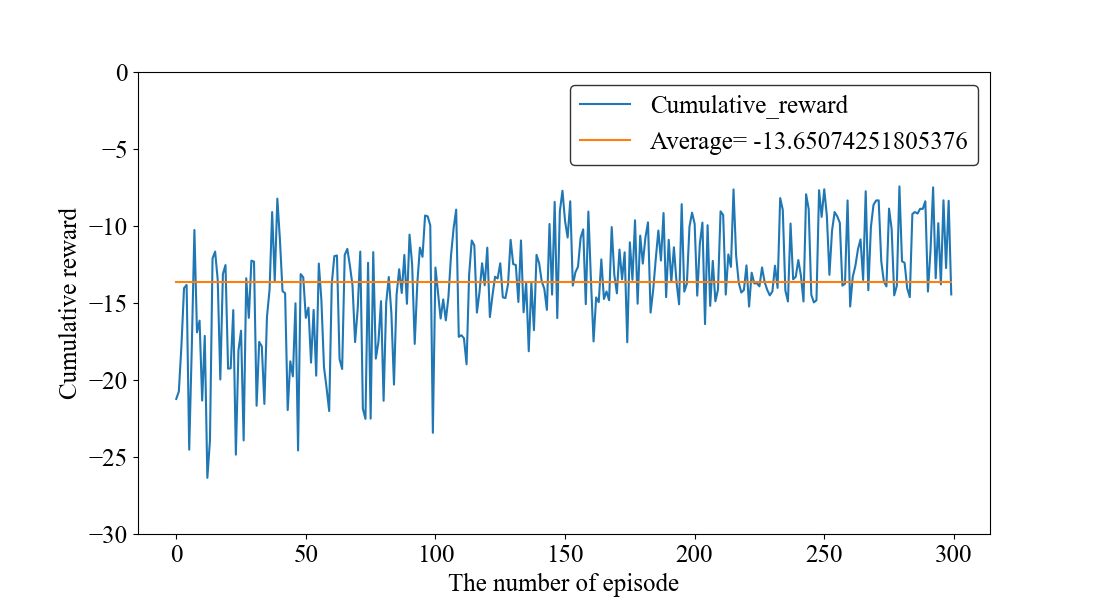 0
−5
−10
−15
−20
−25
−30
Cumulative reward
Cumulative_reward
Average= -13.65074251805376
0 50 100 150 200 250 300
The number of episode